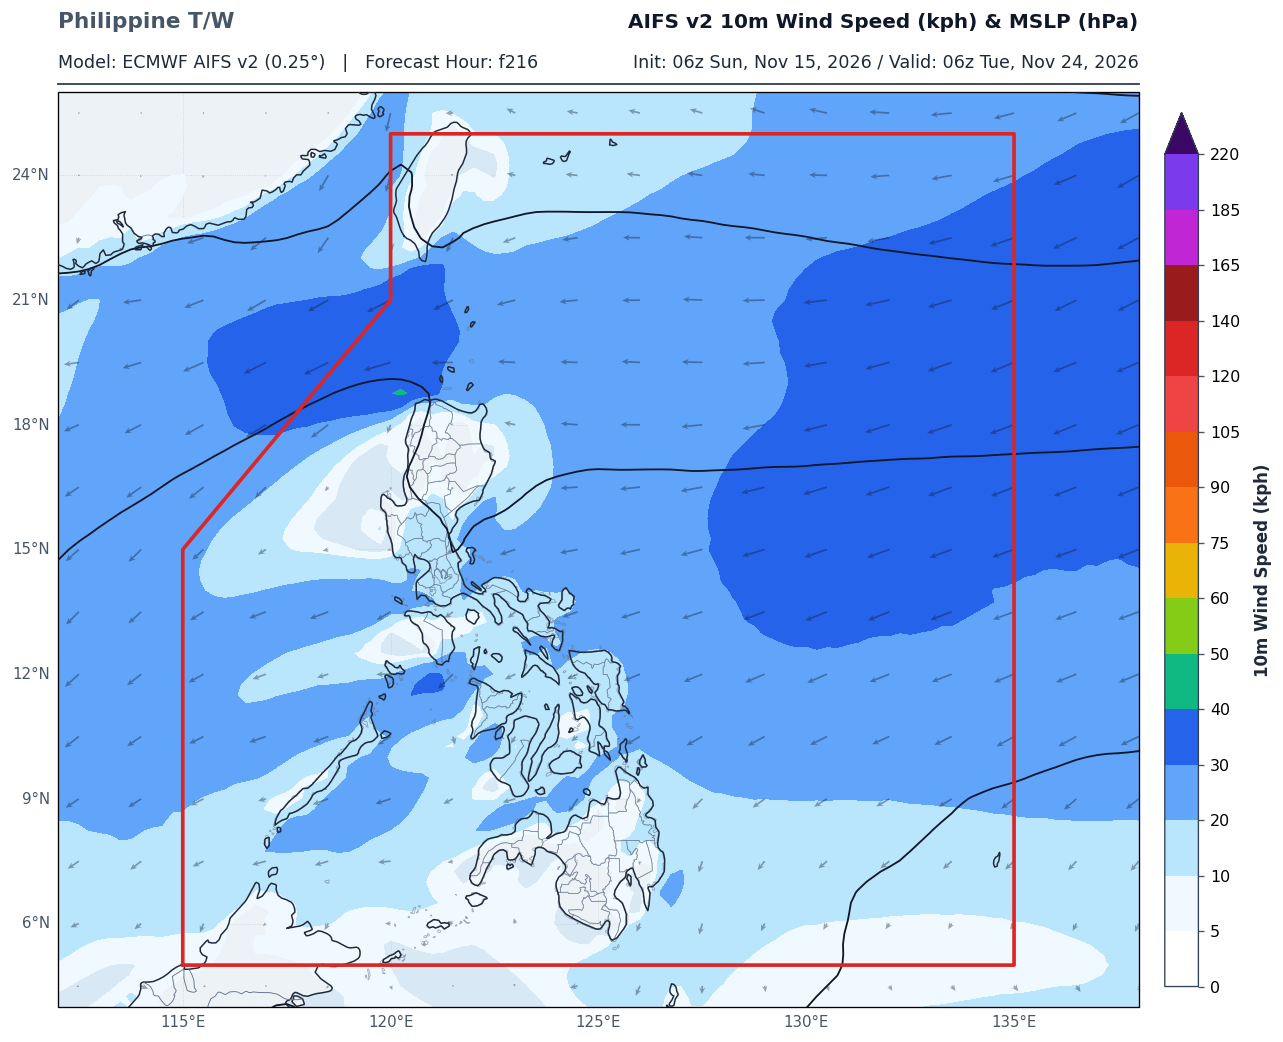 Philippine T/W
AIFS v2 10m Wind Speed (kph) & MSLP (hPa)
Model: ECMWF AIFS v2 (0.25°)   |   Forecast Hour: f216
Init: 06z Sun, Nov 15, 2026 / Valid: 06z Tue, Nov 24, 2026
24°N
21°N
18°N
15°N
12°N
9°N
6°N
115°E
120°E
125°E
130°E
135°E
220
185
165
140
120
105
90
75
60
50
40
30
20
10
5
0
10m Wind Speed (kph)